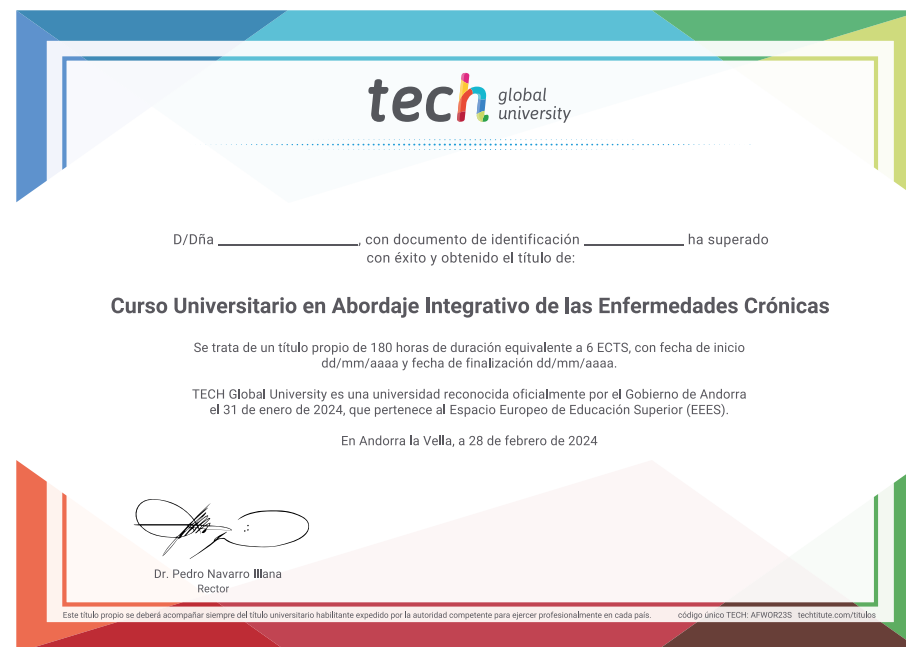 tech global university
D/Dña ____________________, con documento de identificación ______________ ha superado
con éxito y obtenido el título de:
Curso Universitario en Abordaje Integrativo de las Enfermedades Crónicas
Se trata de un título propio de 180 horas de duración equivalente a 6 ECTS, con fecha de inicio
dd/mm/aaaa y fecha de finalización dd/mm/aaaa.
TECH Global University es una universidad reconocida oficialmente por el Gobierno de Andorra
el 31 de enero de 2024, que pertenece al Espacio Europeo de Educación Superior (EEES).
En Andorra la Vella, a 28 de febrero de 2024
Dr. Pedro Navarro Illana
Rector
Este título propio se deberá acompañar siempre del título universitario habilitante expedido por la autoridad competente para ejercer profesionalmente en cada país. código único TECH: AFWOR23S techtitute.com/titulos